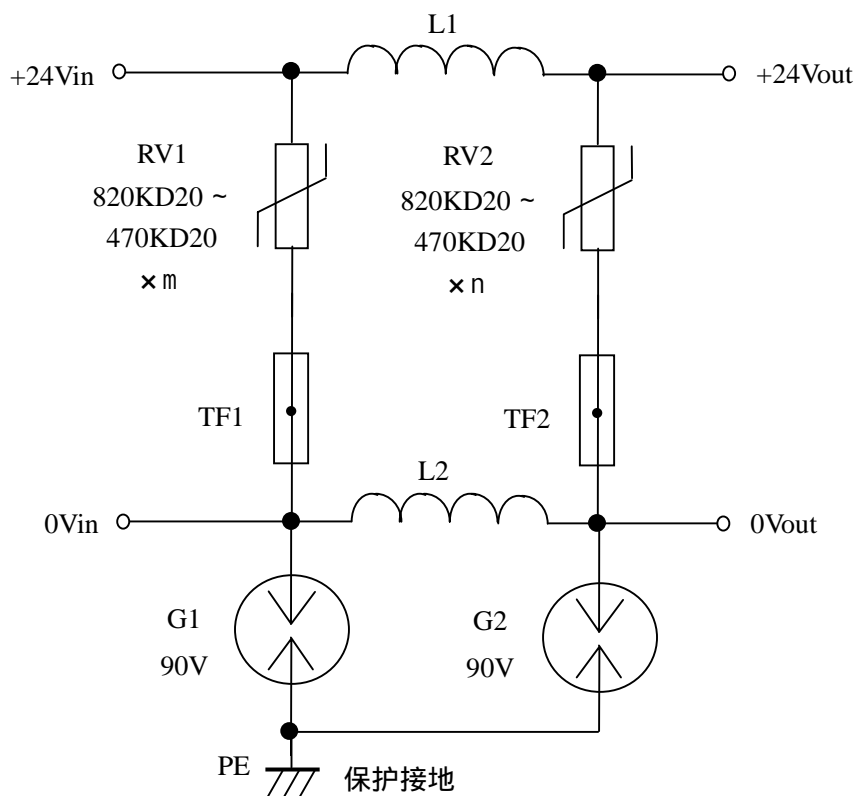 L1
+24Vin
+24Vout
RV1
820KD20 ~
470KD20
×m
RV2
820KD20 ~
470KD20
×n
TF1
TF2
L2
0Vin
0Vout
G1
90V
G2
90V
PE
保护接地